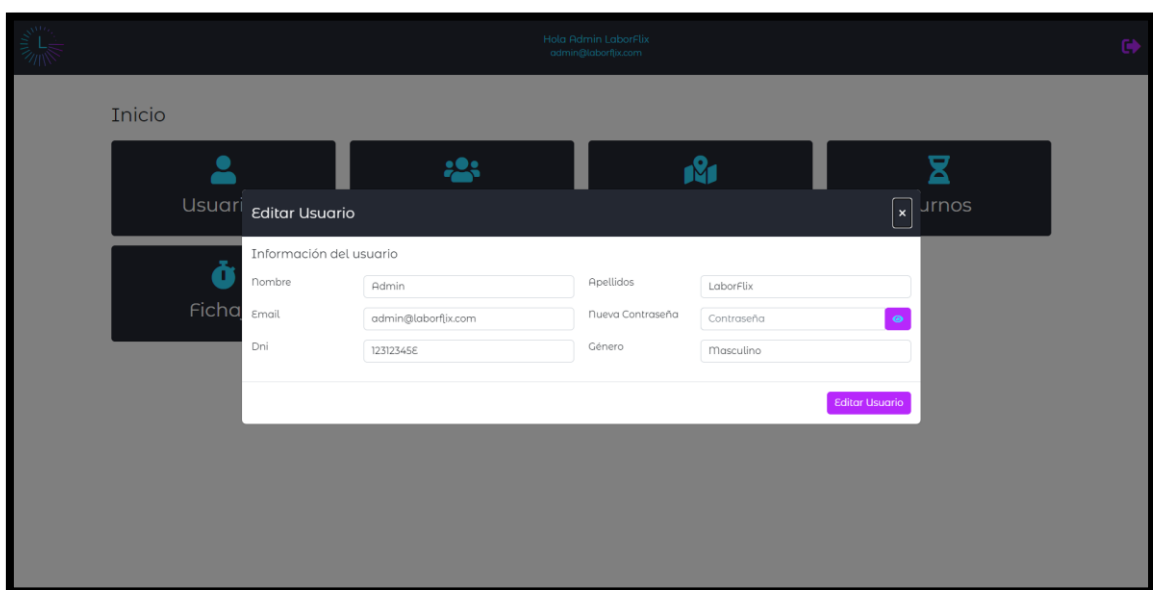 L
Hola Admin LaborFlix
admin@laborflix.com
Inicio
Usuari
urnos
Ficha
Editar Usuario
×
Información del usuario
Nombre
Admin
Apellidos
LaborFlix
Email
admin@laborflix.com
Nueva Contraseña
Contraseña
Dni
12312345E
Género
Masculino
Editar Usuario